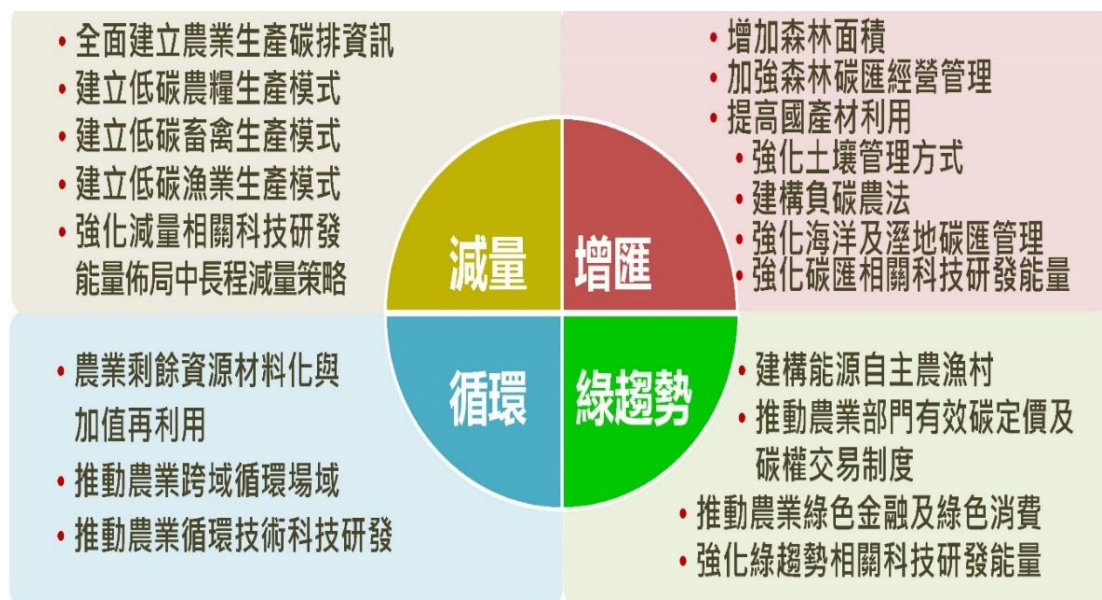 • 全面建立農業生產碳排資訊
• 建立低碳農糧生產模式
• 建立低碳畜禽生產模式
• 建立低碳漁業生產模式
• 強化減量相關科技研發
能量佈局中長程減量策略
減量
• 增加森林面積
• 加強森林碳匯經營管理
• 提高國產材利用
• 強化土壤管理方式
• 建構負碳農法
• 強化海洋及溼地碳匯管理
• 強化碳匯相關科技研發能量
增匯
• 農業剩餘資源材料化與
加值再利用
• 推動農業跨域循環場域
• 推動農業循環技術科技研發
循環
• 建構能源自主農漁村
• 推動農業部門有效碳定價及
碳權交易制度
• 推動農業綠色金融及綠色消費
• 強化綠趨勢相關科技研發能量
綠趨勢